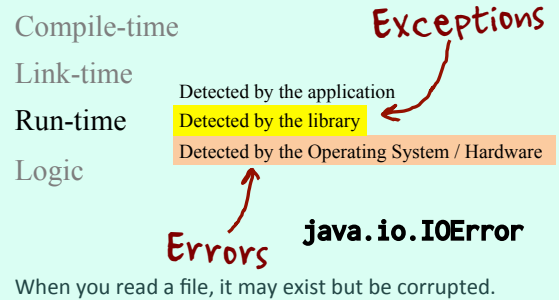 Compile-time
Exceptions
Link-time
Detected by the application
Run-time
Detected by the library
Detected by the Operating System / Hardware
Logic
Errors
java.io.IOError
When you read a file, it may exist but be corrupted.